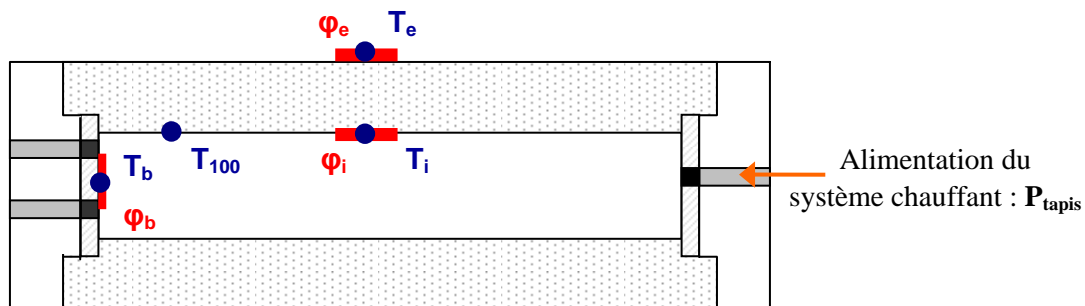 φe Te
Tb T100 φi Ti
φb
Alimentation du
système chauffant : Ptapis